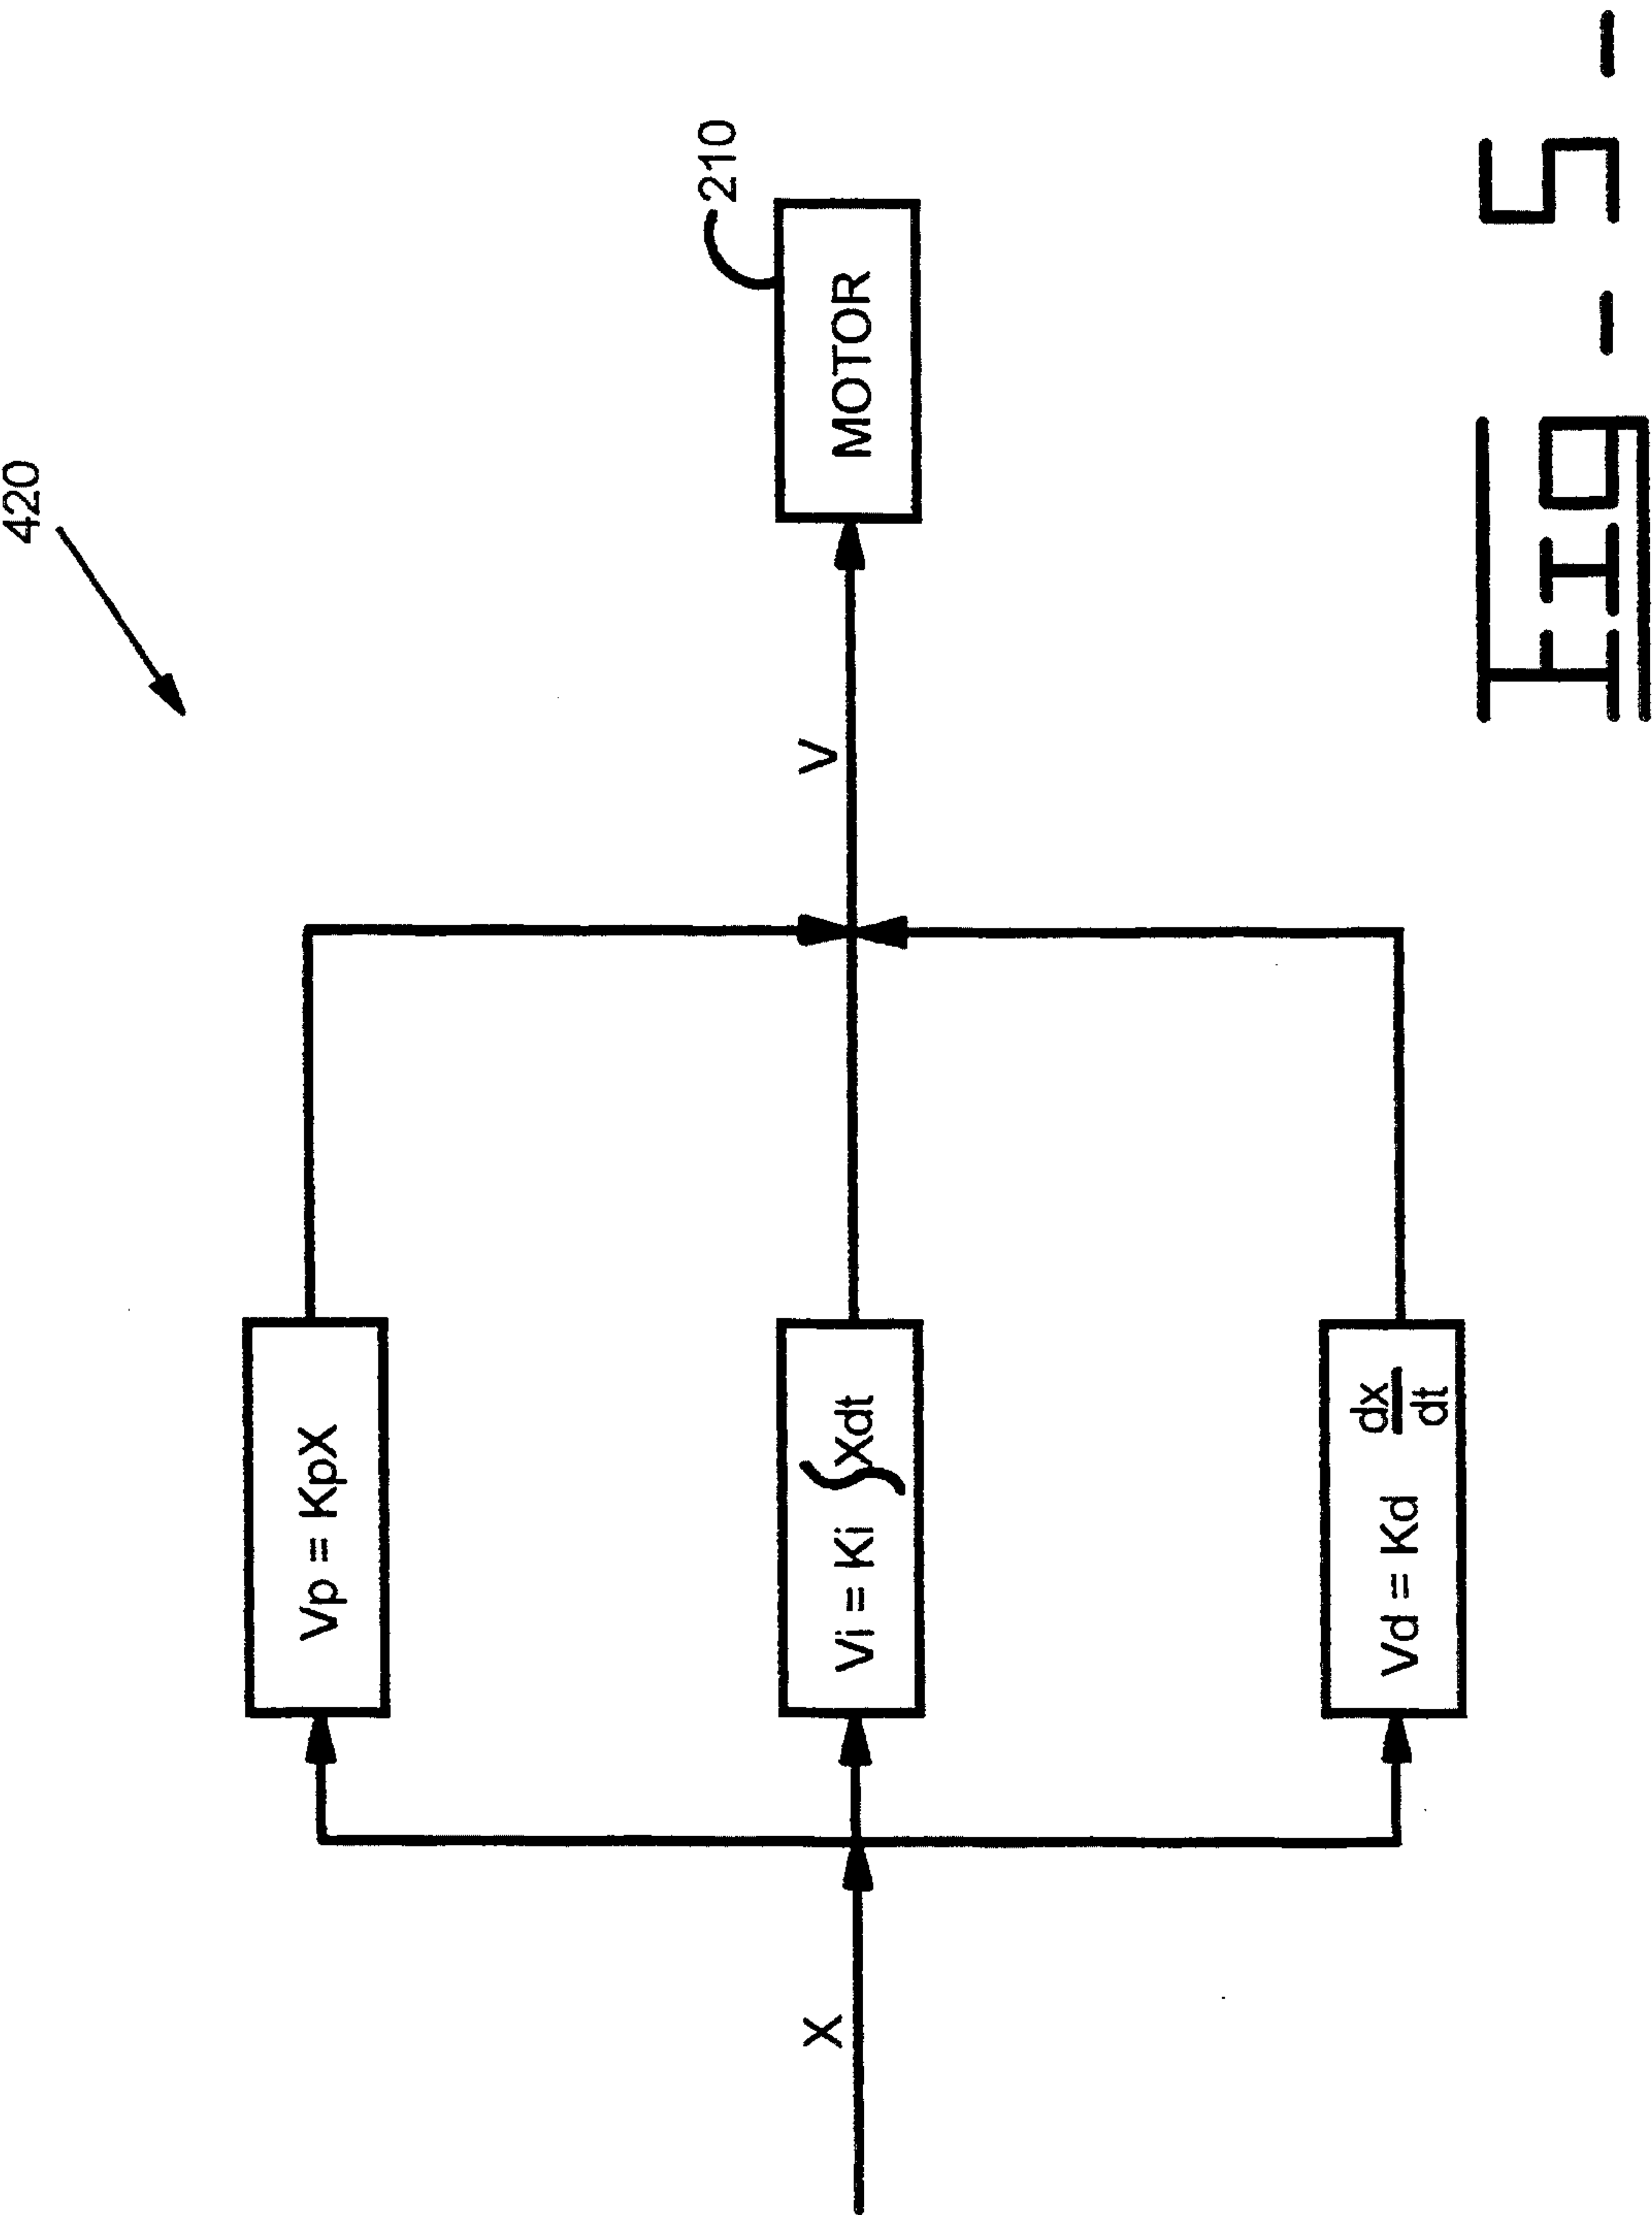 420
Vp = KpX
X
Vi = Ki ∫Xdt
V
MOTOR
210
Vd = Kd dx/dt
Fig - 5 -